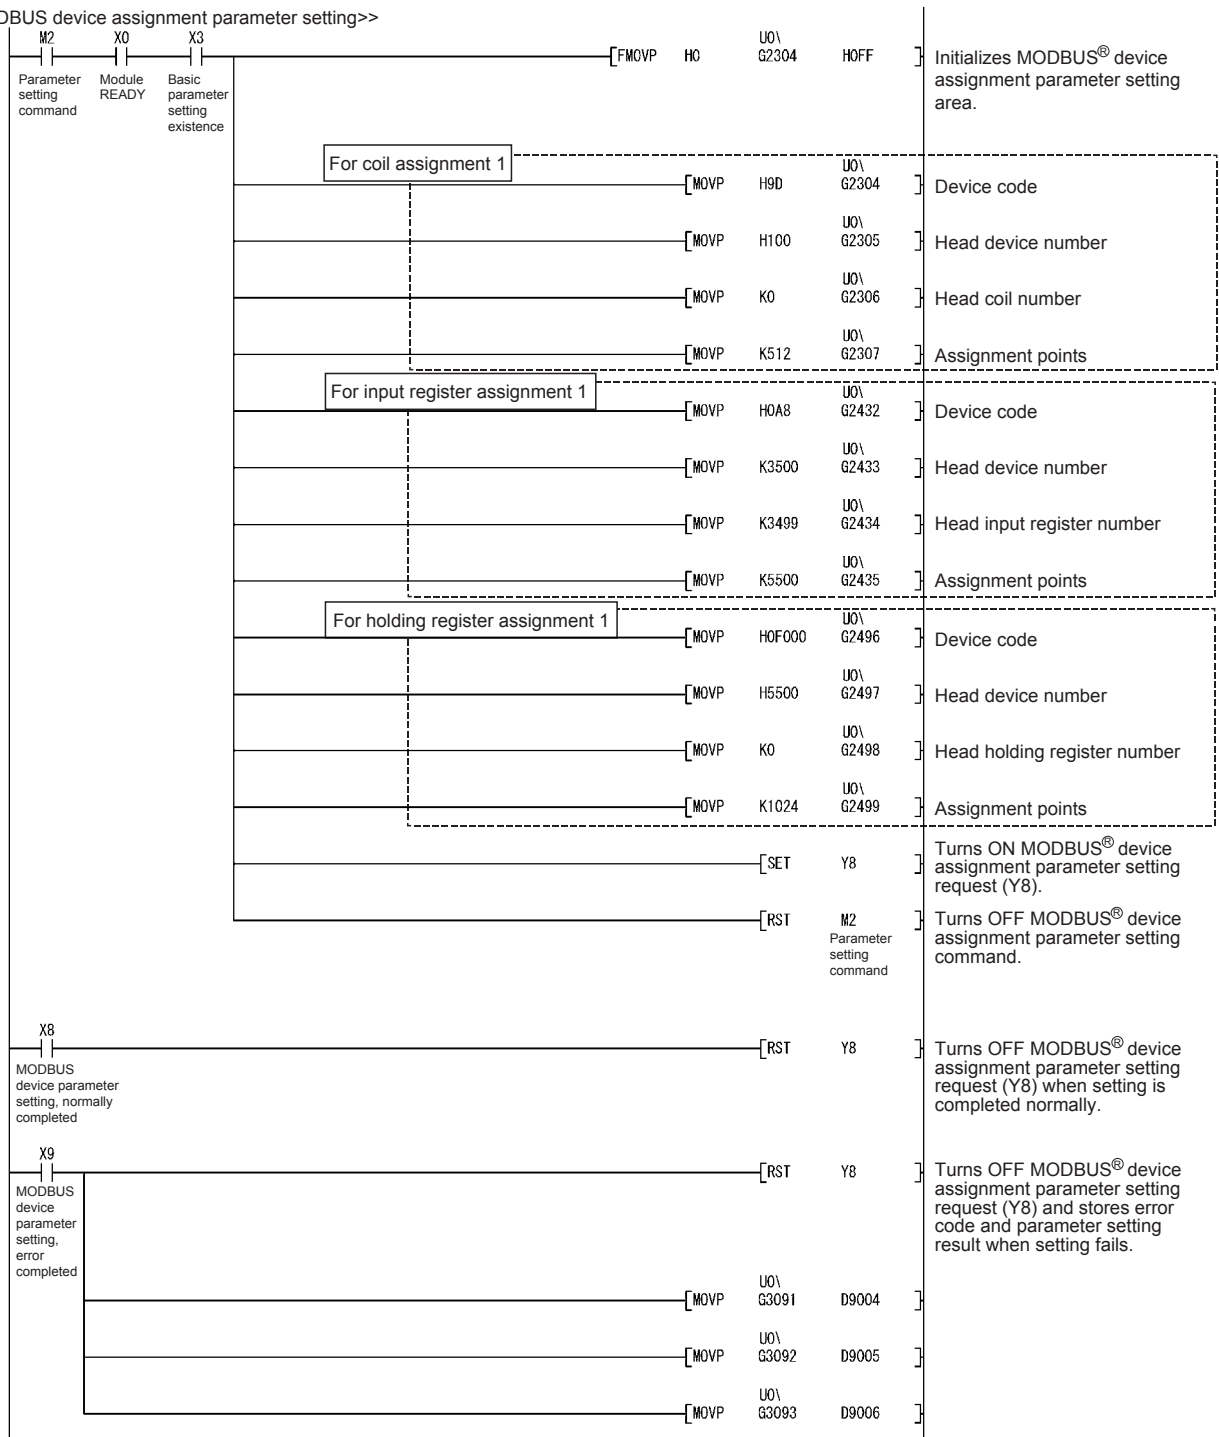 DBUS device assignment parameter setting>>
M2 X0 X3
U0\
FMOVP H0 G2304 H0FF
Parameter setting command
Module READY
Basic parameter setting existence
Initializes MODBUS® device
assignment parameter setting
area.
For coil assignment 1
U0\
MOVP H9D G2304 Device code
U0\
MOVP H100 G2305 Head device number
U0\
MOVP K0 G2306 Head coil number
U0\
MOVP K512 G2307 Assignment points
For input register assignment 1
U0\
MOVP H0A8 G2432 Device code
U0\
MOVP K3500 G2433 Head device number
U0\
MOVP K3499 G2434 Head input register number
U0\
MOVP K5500 G2435 Assignment points
For holding register assignment 1
U0\
MOVP H0F000 G2496 Device code
U0\
MOVP H5500 G2497 Head device number
U0\
MOVP K0 G2498 Head holding register number
U0\
MOVP K1024 G2499 Assignment points
SET Y8
Turns ON MODBUS® device
assignment parameter setting
request (Y8).
RST M2
Parameter
setting
command
Turns OFF MODBUS® device
assignment parameter setting
command.
X8
RST Y8
MODBUS
device parameter
setting, normally
completed
Turns OFF MODBUS® device
assignment parameter setting
request (Y8) when setting is
completed normally.
X9
RST Y8
MODBUS
device
parameter
setting,
error
completed
Turns OFF MODBUS® device
assignment parameter setting
request (Y8) and stores error
code and parameter setting
result when setting fails.
U0\
MOVP G3091 D9004
U0\
MOVP G3092 D9005
U0\
MOVP G3093 D9006